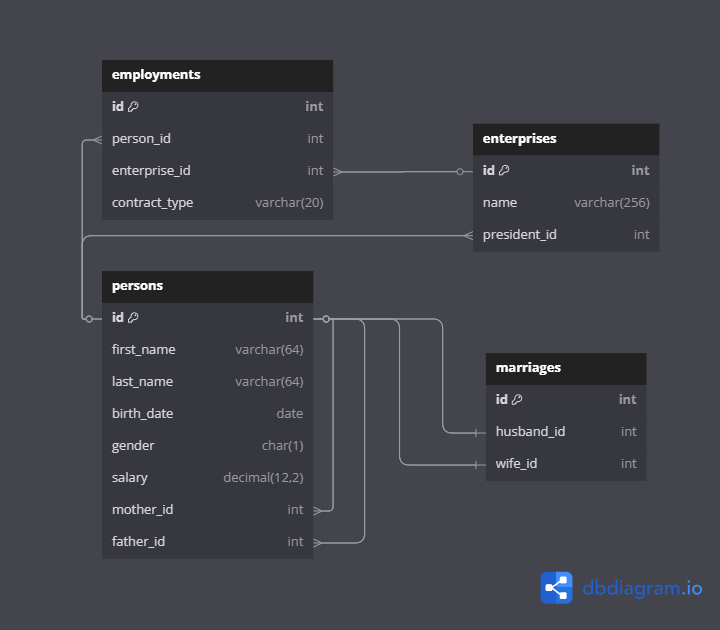 employments
id int
person_id int
enterprise_id int
contract_type varchar(20)
enterprises
id int
name varchar(256)
president_id int
persons
id int
first_name varchar(64)
last_name varchar(64)
birth_date date
gender char(1)
salary decimal(12,2)
mother_id int
father_id int
marriages
id int
husband_id int
wife_id int
dbdiagram.io